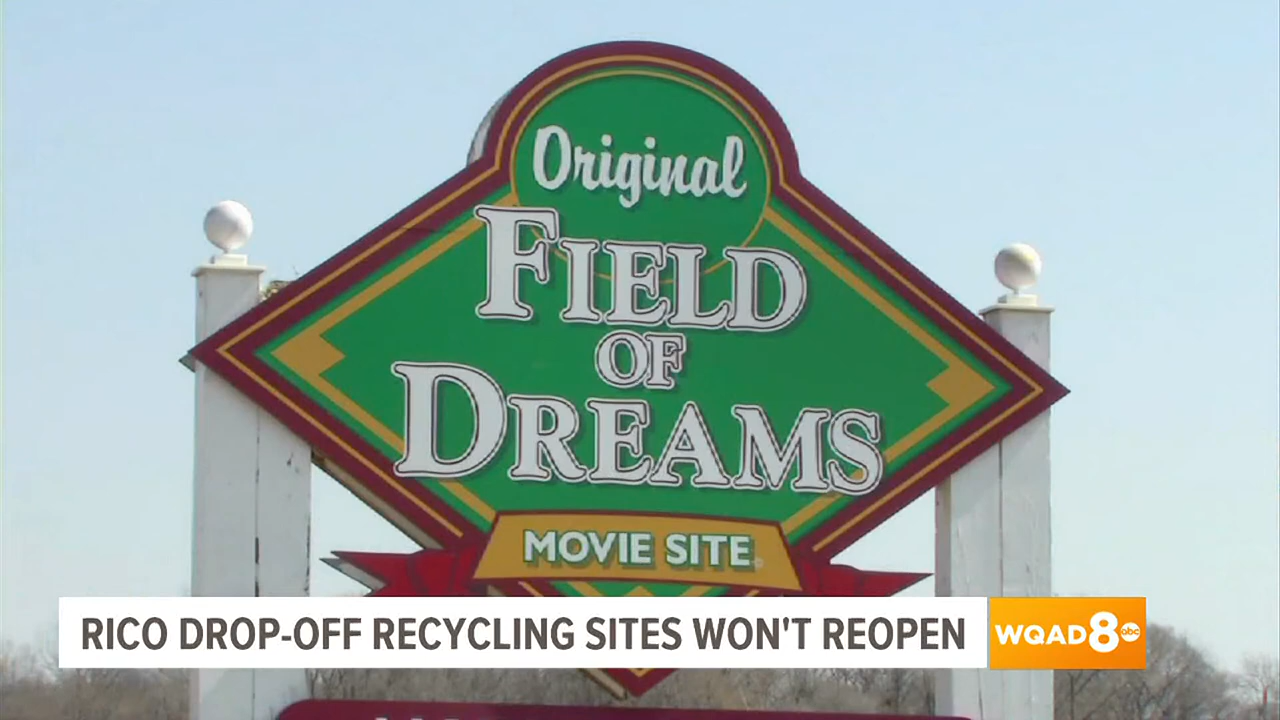 Original
FIELD
OF
DREAMS
MOVIE SITE
RICO DROP-OFF RECYCLING SITES WON'T REOPEN
WQAD8 abc